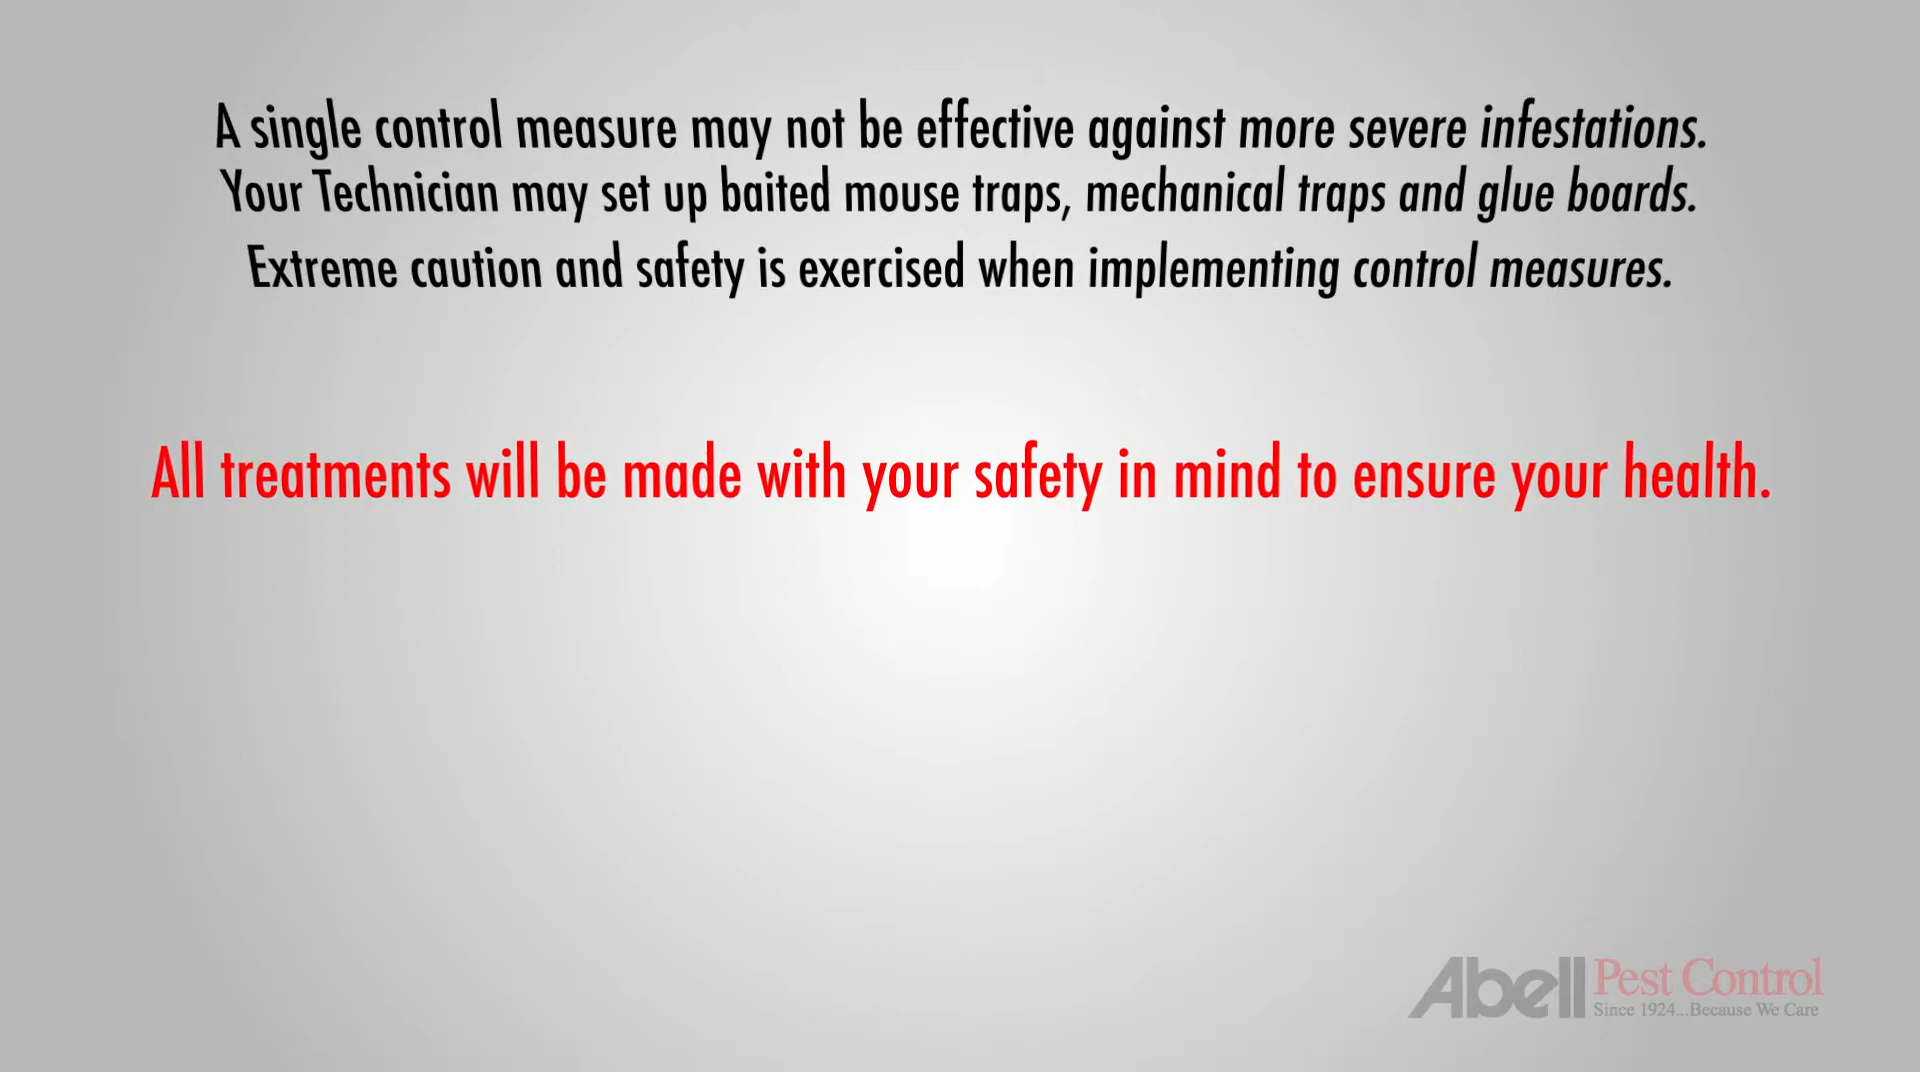 A single control measure may not be effective against more severe infestations.
Your Technician may set up baited mouse traps, mechanical traps and glue boards.
Extreme caution and safety is exercised when implementing control measures.
All treatments will be made with your safety in mind to ensure your health.
Abell Pest Control
Since 1924...Because We Care